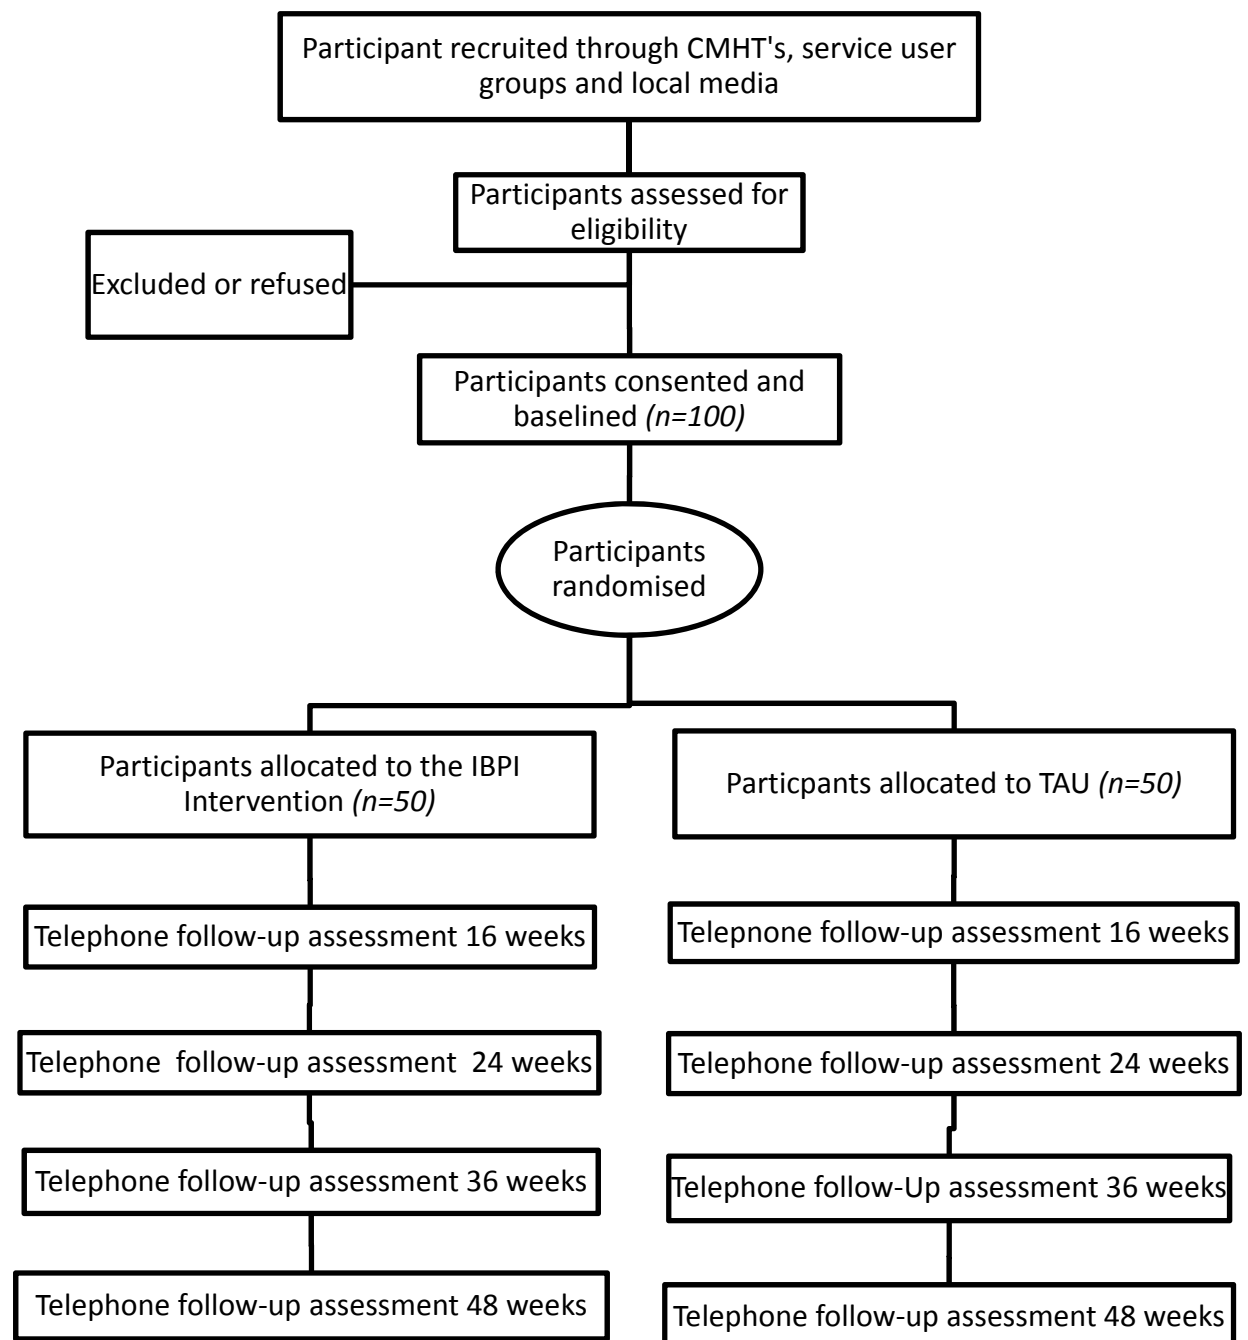 Participant recruited through CMHT's, service user
groups and local media
Participants assessed for
eligibility
Excluded or refused
Participants consented and
baselined (n=100)
Participants
randomised
Participants allocated to the IBPI
Intervention (n=50)
Particpants allocated to TAU (n=50)
Telephone follow-up assessment 16 weeks
Telepnone follow-up assessment 16 weeks
Telephone  follow-up assessment  24 weeks
Telephone follow-up assessment 24 weeks
Telephone follow-up assessment 36 weeks
Telephone follow-Up assessment 36 weeks
Telephone follow-up assessment 48 weeks
Telephone follow-up assessment 48 weeks